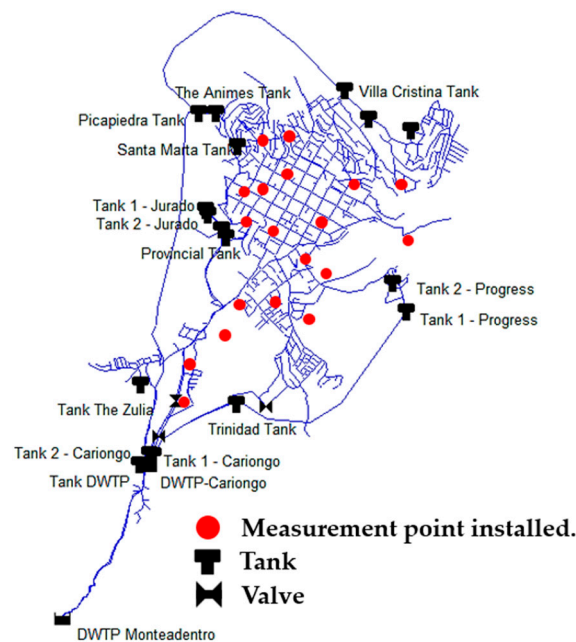 The Animes Tank
Villa Cristina Tank
Picapiedra Tank
Santa Marta Tank
Tank 1 - Jurado
Tank 2 - Jurado
Provincial Tank
Tank 2 - Progress
Tank 1 - Progress
Tank The Zulia
Trinidad Tank
Tank 2 - Cariongo
Tank 1 - Cariongo
Tank DWTP
DWTP-Cariongo
Measurement point installed.
Tank
Valve
DWTP Monteadentro